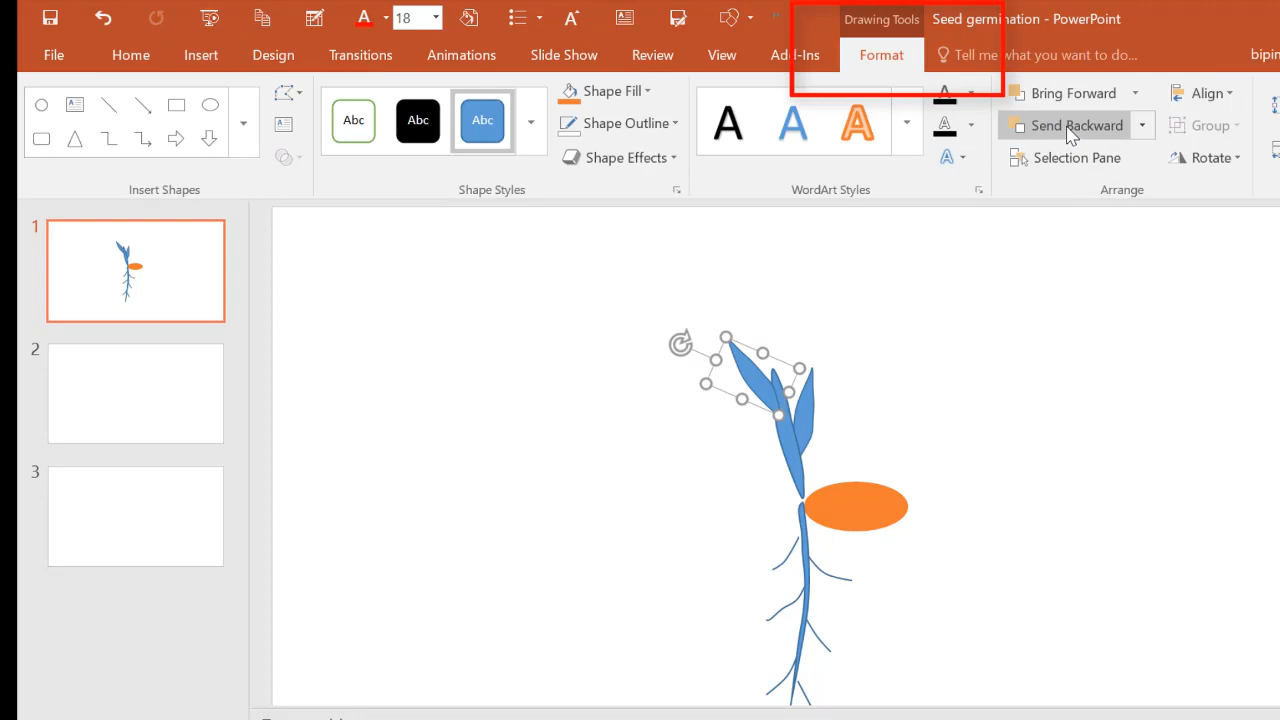 A 18 A Drawing Tools Seed germination - PowerPoint
File Home Insert Design Transitions Animations Slide Show Review View Add-Ins Format Tell me what you want to do... bipin
Abc Abc Abc
Shape Fill
Shape Outline
Shape Effects
A A A
A
A
A
Bring Forward
Send Backward
Selection Pane
Align
Group
Rotate
Insert Shapes Shape Styles WordArt Styles Arrange
1
2
3